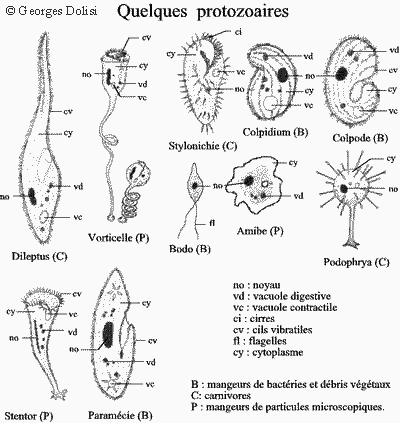 © Georges Dolisi
Quelques protozoaires
cv
cy
no
vd
vc
ci
cy
cv
vc
no
Stylonichie (C)
vd
no
cy
vc
Colpidium (B)
vd
no
cy
vc
Colpode (B)
cv
cy
no
vd
vc
Dileptus (C)
no
Vorticelle (P)
no
fl
Bodo (B)
cy
vd
no
Amibe (P)
cy
no
Podophrya (C)
no : noyau
vd : vacuole digestive
vc : vacuole contractile
ci : cirres
cv : cils vibratiles
fl : flagelles
cy : cytoplasme
cv
cy
vc
vd
no
Stentor (P)
cy
cv
no
vd
vc
Paramécie (B)
B : mangeurs de bactéries et débris végétaux
C: carnivores
P : mangeurs de particules microscopiques.